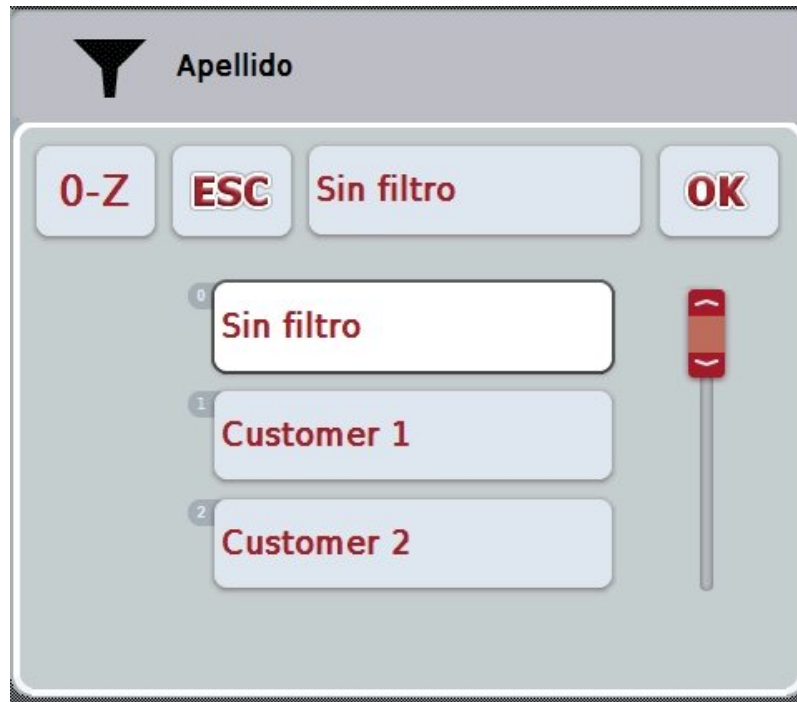 Apellido
0-Z ESC Sin filtro OK
0
Sin filtro
1
Customer 1
2
Customer 2